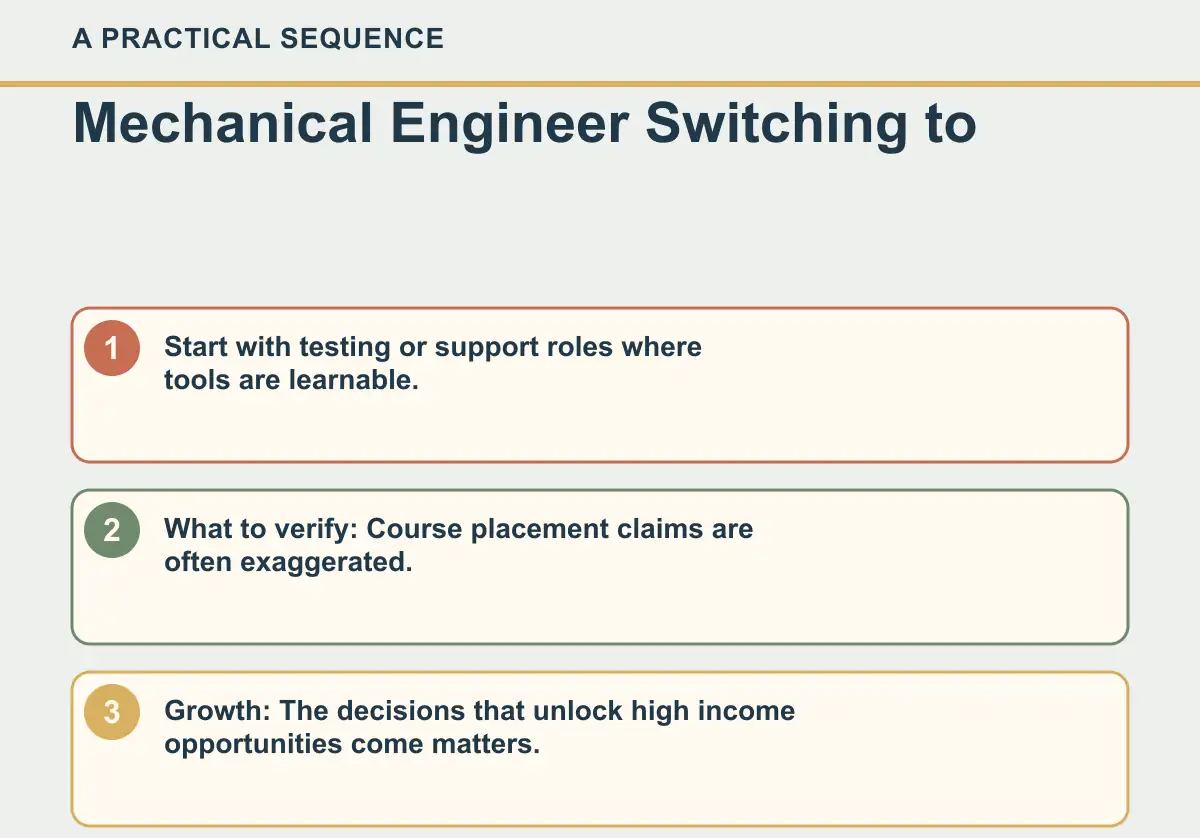 A PRACTICAL SEQUENCE
Mechanical Engineer Switching to
1
Start with testing or support roles where
tools are learnable.
2
What to verify: Course placement claims are
often exaggerated.
3
Growth: The decisions that unlock high income
opportunities come matters.